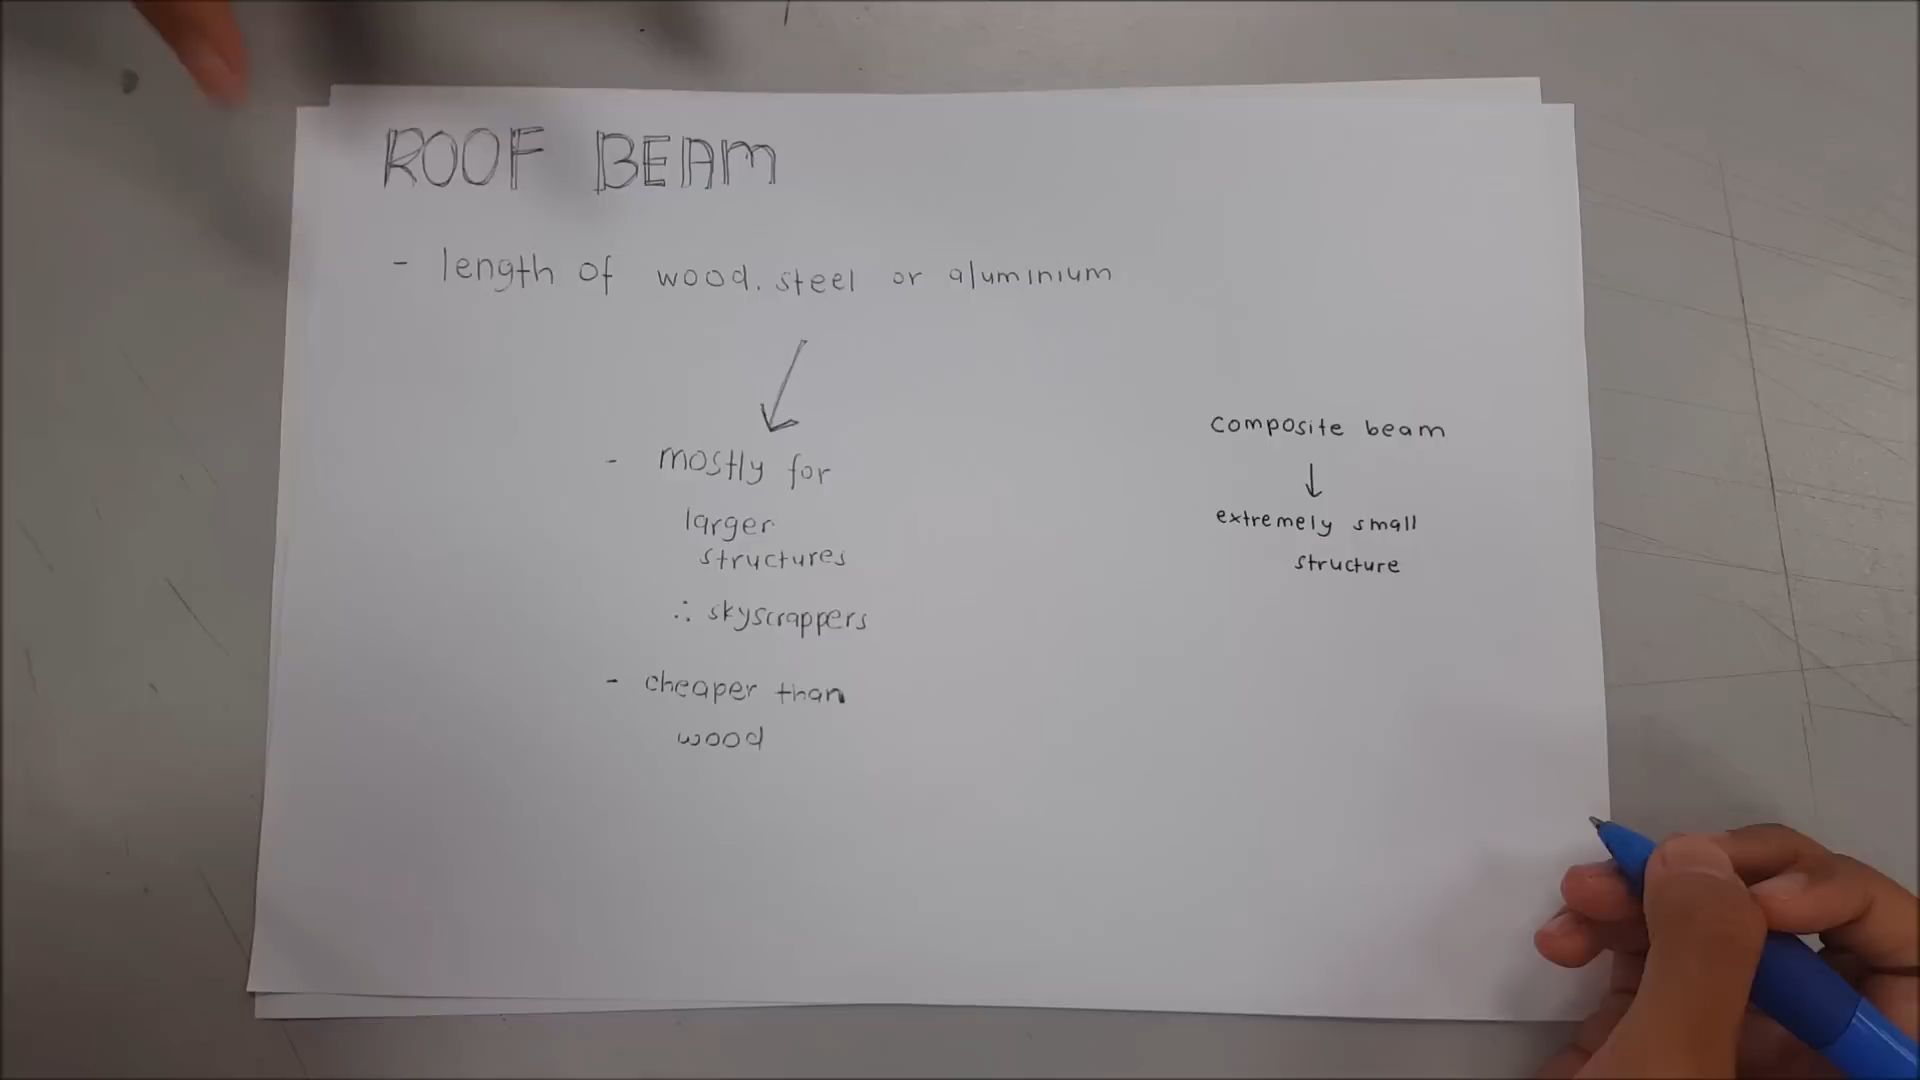 ROOF BEAM
- length of wood. steel or aluminium
- mostly for
larger
structures
∴ skyscrappers
- cheaper than
wood
composite beam
↓
extremely small
structure